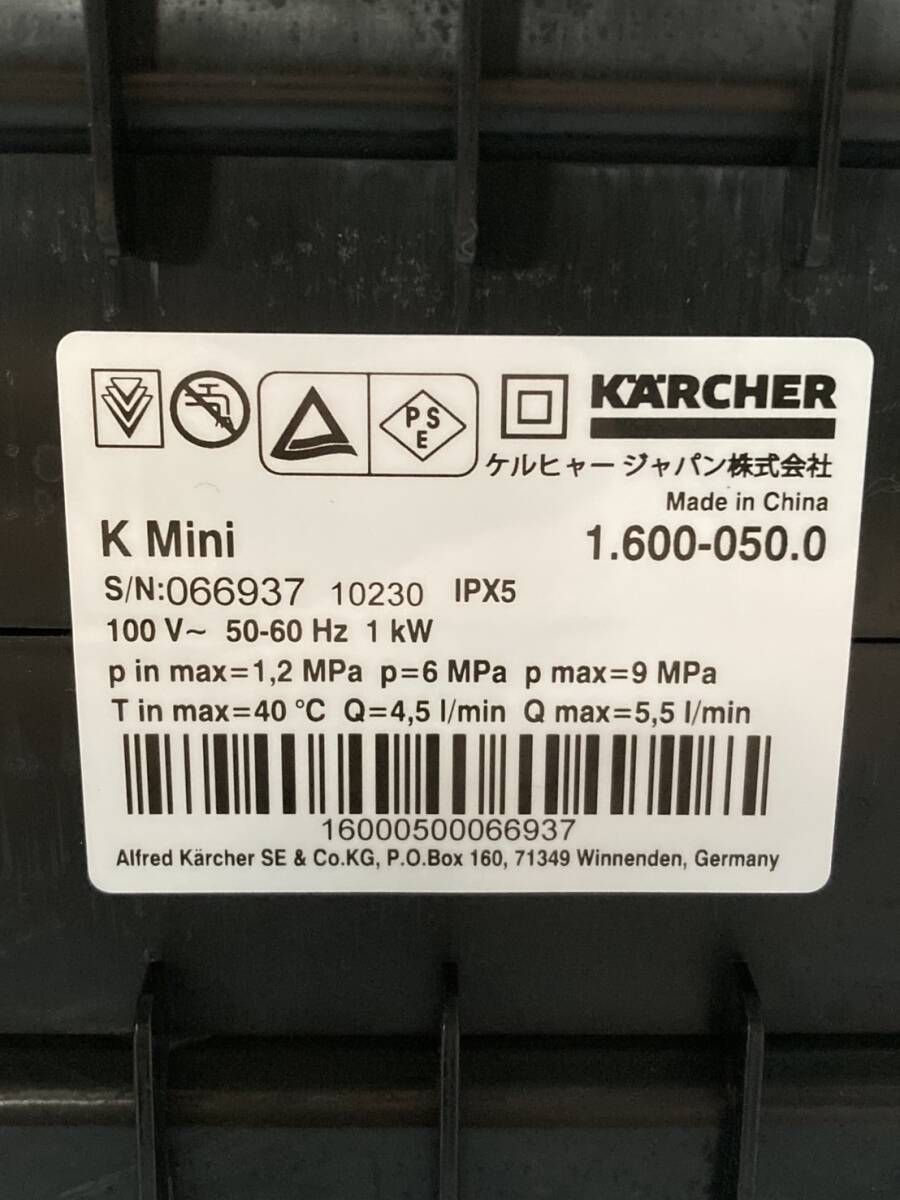 P S E
KÄRCHER
ケルヒャー ジャパン株式会社
Made in China
K Mini
1.600-050.0
S/N:066937 10230 IPX5
100 V~ 50-60 Hz 1 kW
p in max=1,2 MPa p=6 MPa p max=9 MPa
T in max=40 °C Q=4,5 l/min Q max=5,5 l/min
16000500066937
Alfred Kärcher SE & Co.KG, P.O.Box 160, 71349 Winnenden, Germany